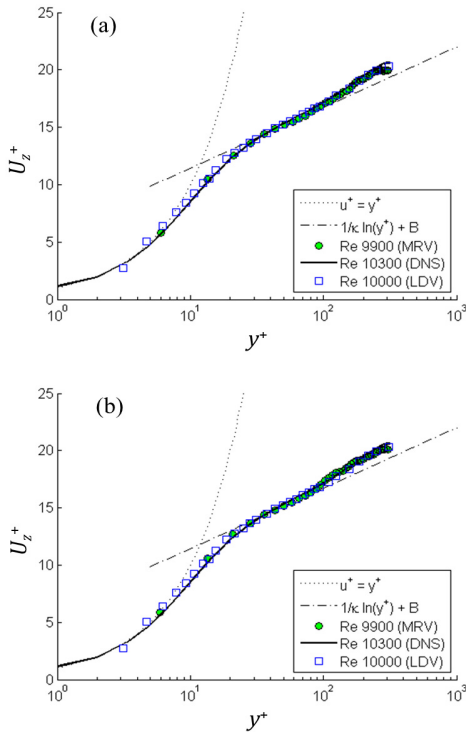 (a)
25
20
15
10
5
0
U_z^+
10^0
10^1
10^2
10^3
y^+
u^+ = y^+
1/κ ln(y^+) + B
Re 9900 (MRV)
Re 10300 (DNS)
Re 10000 (LDV)
(b)
25
20
15
10
5
0
U_z^+
10^0
10^1
10^2
10^3
y^+
u^+ = y^+
1/κ ln(y^+) + B
Re 9900 (MRV)
Re 10300 (DNS)
Re 10000 (LDV)